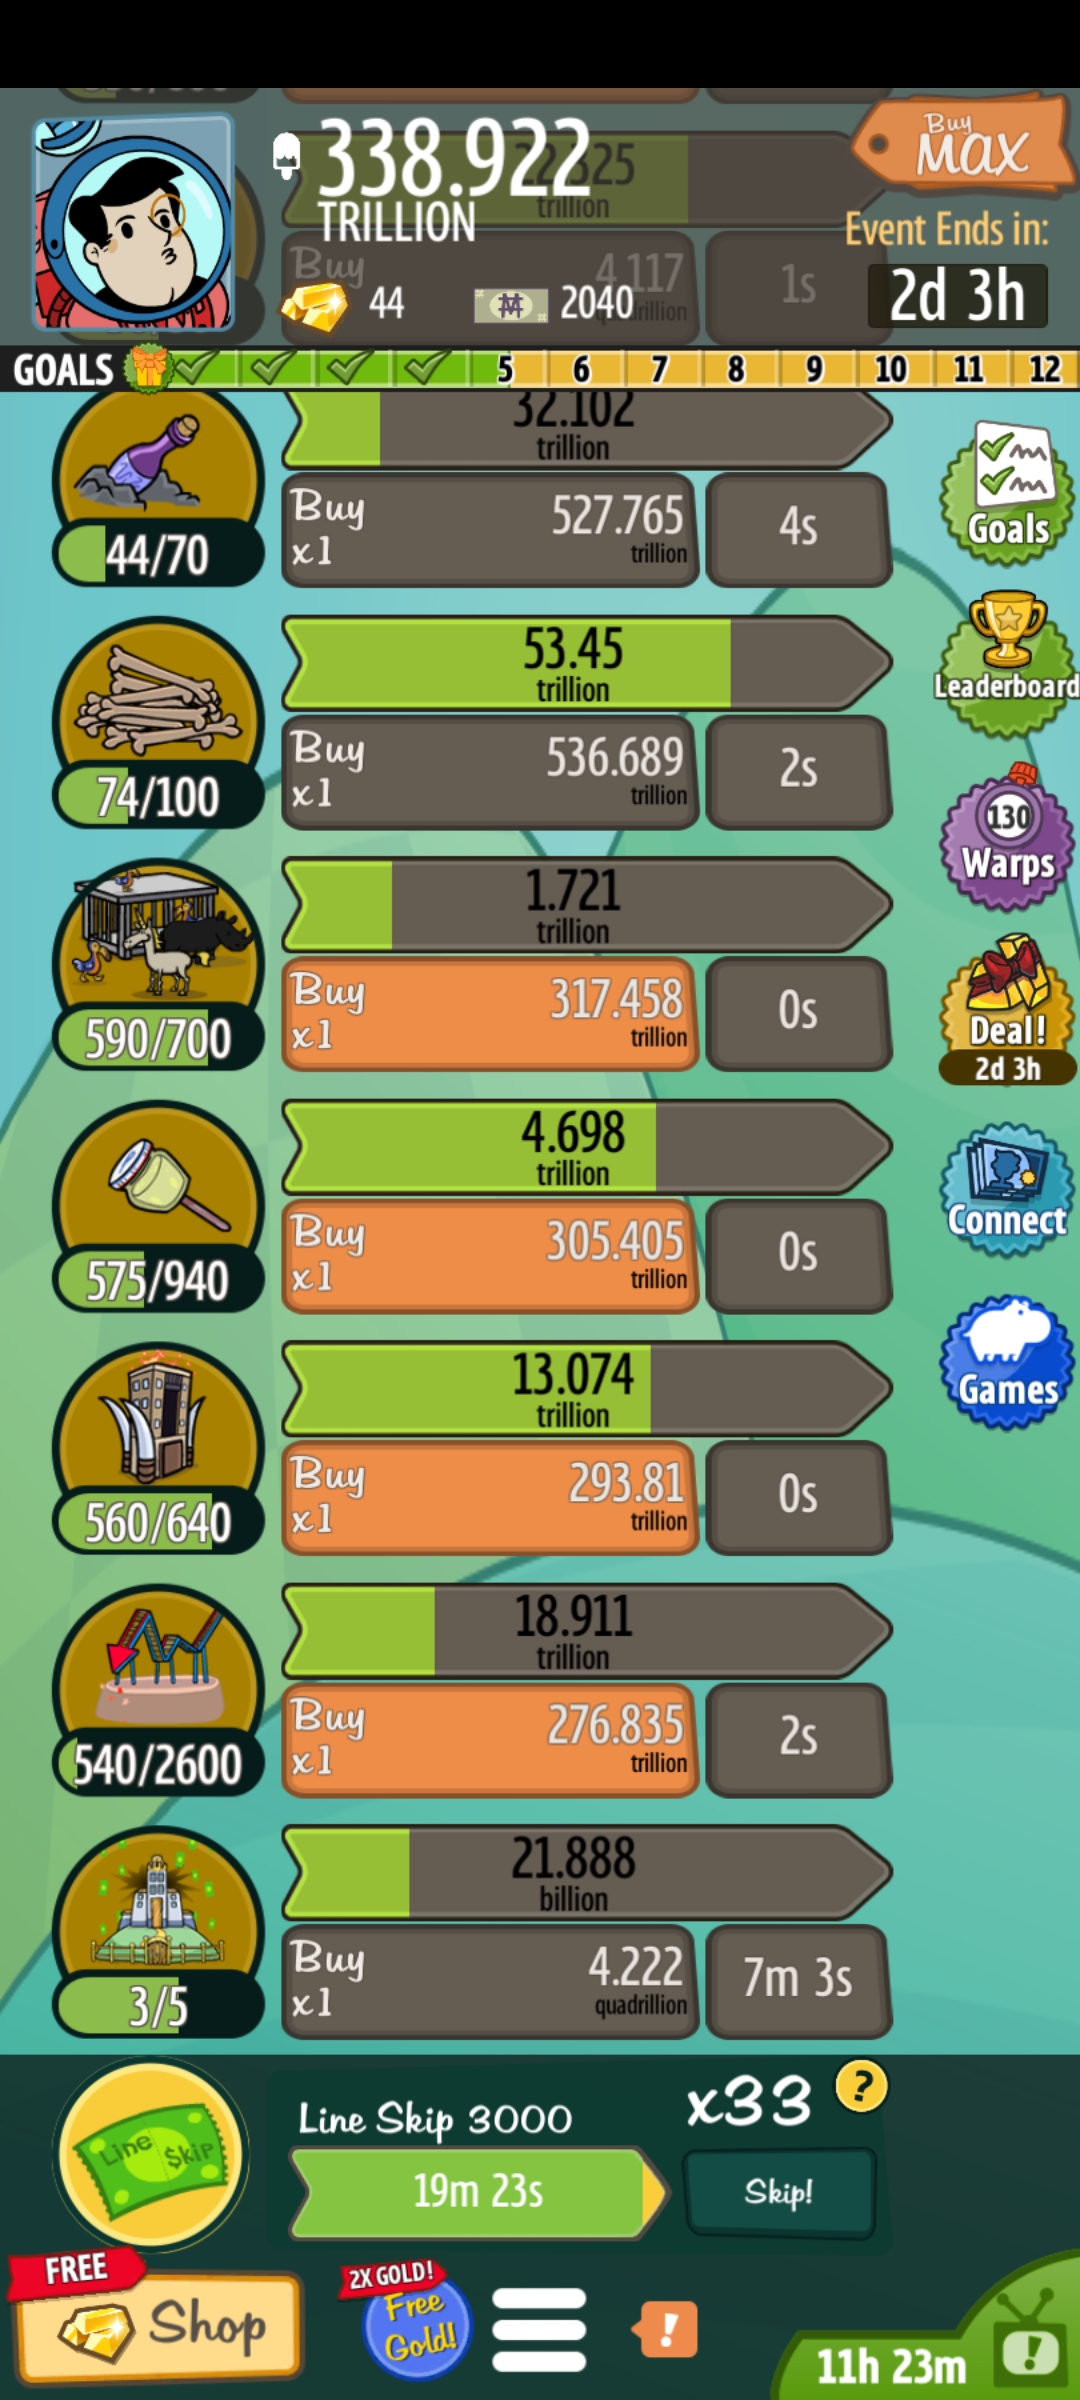 338.922
TRILLION
44
2040
Buy
MAX
Event Ends in:
2d 3h
trillion
Buy
4.117
1s
GOALS 5 6 7 8 9 10 11 12
32.102
trillion
44/70
Buy
x1
527.765
trillion
4s
Goals
53.45
trillion
74/100
Buy
x1
536.689
trillion
2s
Leaderboard
130
Warps
1.721
trillion
590/700
Buy
x1
317.458
trillion
0s
Deal!
2d 3h
4.698
trillion
575/940
Buy
x1
305.405
trillion
0s
Connect
13.074
trillion
560/640
Buy
x1
293.81
trillion
0s
Games
18.911
trillion
540/2600
Buy
x1
276.835
trillion
2s
21.888
billion
3/5
Buy
x1
4.222
quadrillion
7m 3s
Line $kip
Line Skip 3000
x33
?
19m 23s
Skip!
FREE
Shop
2X GOLD!
Free
Gold!
!
11h 23m
!